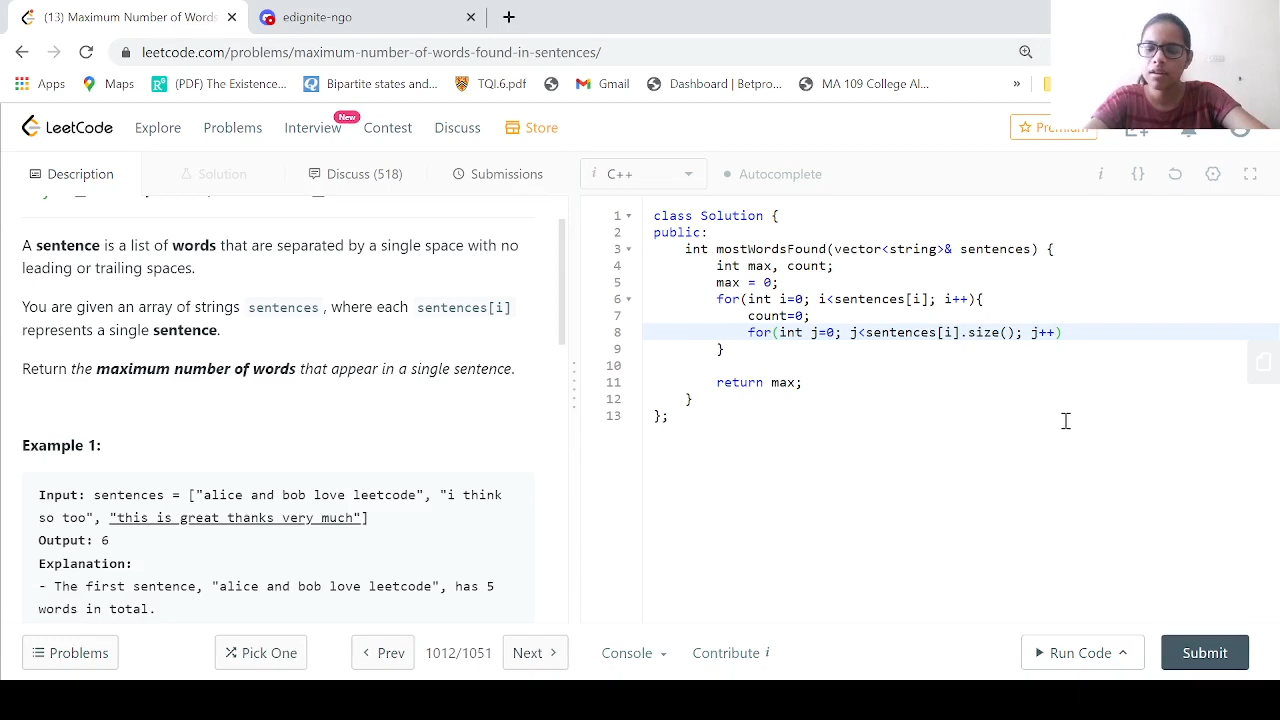 (13) Maximum Number of Words
edignite-ngo
leetcode.com/problems/maximum-number-of-words-found-in-sentences/
Apps
Maps
(PDF) The Existence...
Bipartite states and...
TQL6.pdf
Gmail
Dashboard | Betpro...
MA 109 College Al...
»
LeetCode
Explore
Problems
Interview
New
Contest
Discuss
Store
Description
Solution
Discuss (518)
Submissions
i C++
Autocomplete
i
{}
A sentence is a list of words that are separated by a single space with no
leading or trailing spaces.
You are given an array of strings sentences, where each sentences[i]
represents a single sentence.
Return the maximum number of words that appear in a single sentence.
Example 1:
Input: sentences = ["alice and bob love leetcode", "i think
so too", "this is great thanks very much"]
Output: 6
Explanation:
- The first sentence, "alice and bob love leetcode", has 5
words in total.
1 class Solution {
2 public:
3 int mostWordsFound(vector<string>& sentences) {
4 int max, count;
5 max = 0;
6 for(int i=0; i<sentences[i]; i++){
7 count=0;
8 for(int j=0; j<sentences[i].size(); j++)
9 }
10
11 return max;
12 }
13 };
Problems
Pick One
Prev
1012/1051
Next
Console
Contribute i
Run Code
Submit